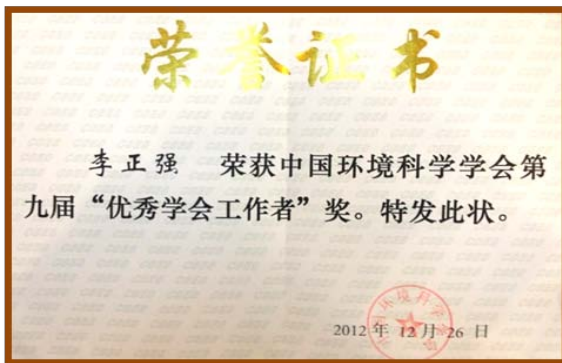 荣誉证书
李正强 荣获中国环境科学学会第
九届“优秀学会工作者”奖。特发此状。
2012年 12月 26日